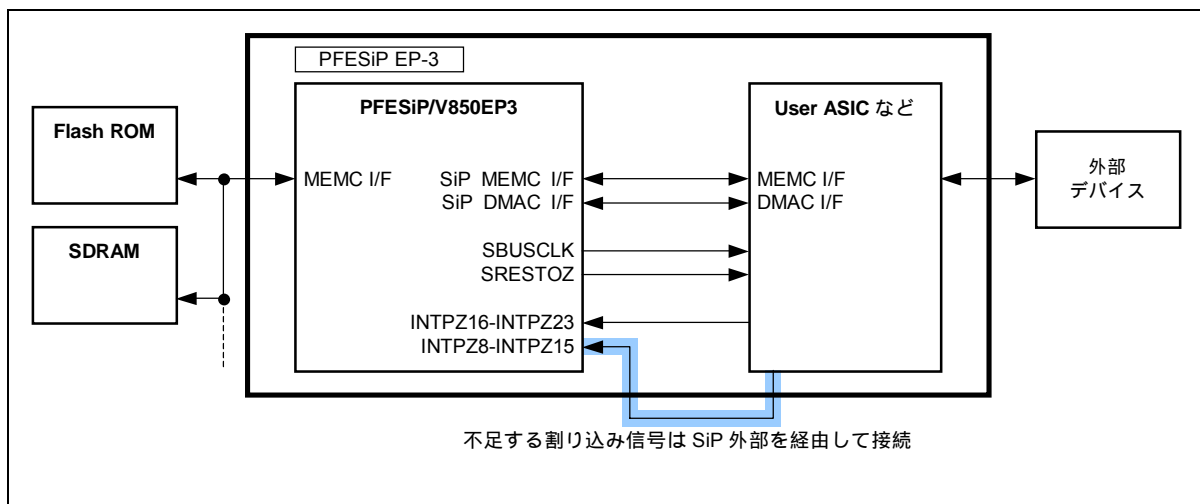 PFESiP EP-3
PFESiP/V850EP3
User ASIC など
Flash ROM
外部
デバイス
MEMC I/F
SiP MEMC I/F
MEMC I/F
SiP DMAC I/F
DMAC I/F
SDRAM
SBUSCLK
SRESTOZ
INTPZ16-INTPZ23
INTPZ8-INTPZ15
不足する割り込み信号は SiP 外部を経由して接続